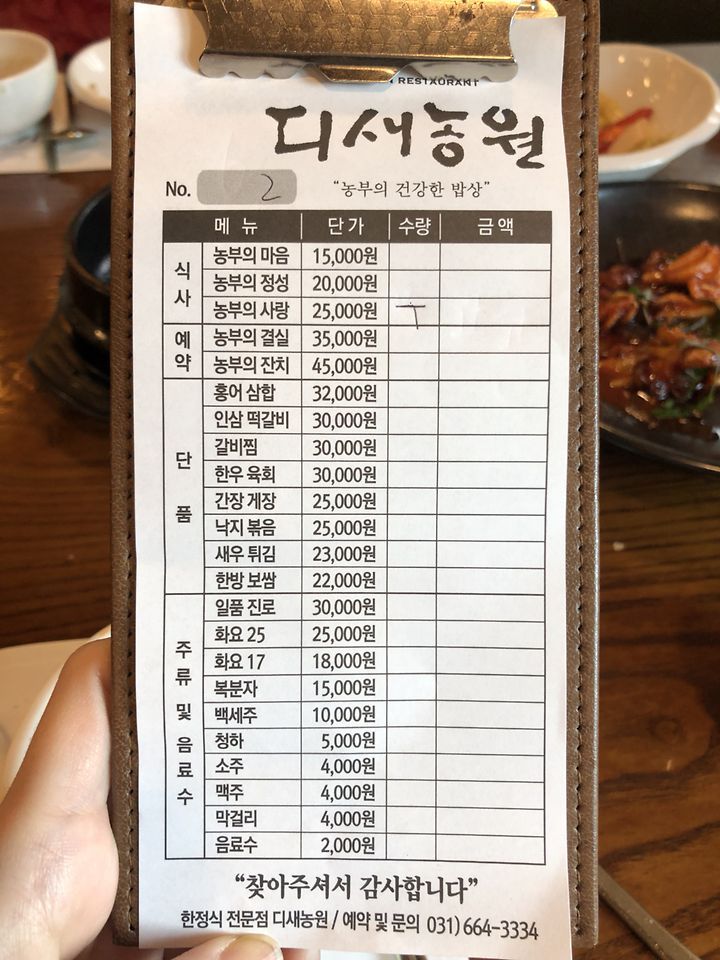 RESTAURANT
디새농원
No. 2 “농부의 건강한 밥상”
메 뉴 단 가 수량 금 액
식사
농부의 마음 15,000원
농부의 정성 20,000원
농부의 사랑 25,000원 ㅜ
예약
농부의 결실 35,000원
농부의 잔치 45,000원
단 품
홍어 삼합 32,000원
인삼 떡갈비 30,000원
갈비찜 30,000원
한우 육회 30,000원
간장 게장 25,000원
낙지 볶음 25,000원
새우 튀김 23,000원
한방 보쌈 22,000원
주류 및 음료수
일품 진로 30,000원
화요 25 25,000원
화요 17 18,000원
복분자 15,000원
백세주 10,000원
청하 5,000원
소주 4,000원
맥주 4,000원
막걸리 4,000원
음료수 2,000원
“찾아주셔서 감사합니다”
한정식 전문점 디새농원 / 예약 및 문의 031) 664-3334